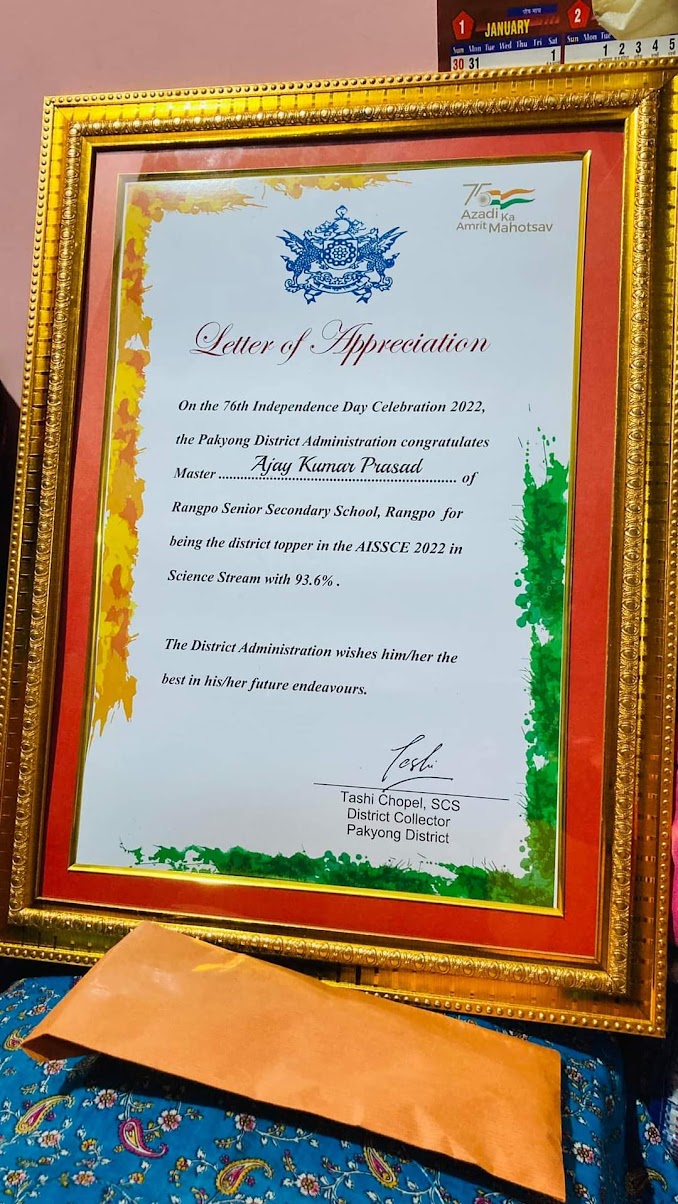 1
पौष माघ
2
JANUARY
Sun Mon Tue Wed Thu Fri Sat
Sun Mon Tue
30 31 1
1 2 3 4 5
75
Azadi Ka
Amrit Mahotsav
Letter of Appreciation
On the 76th Independence Day Celebration 2022,
the Pakyong District Administration congratulates
Master Ajay Kumar Prasad of
Rangpo Senior Secondary School, Rangpo for
being the district topper in the AISSCE 2022 in
Science Stream with 93.6% .
The District Administration wishes him/her the
best in his/her future endeavours.
Tashi
Tashi Chopel, SCS
District Collector
Pakyong District